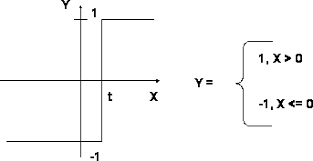 Y
1
t
X
-1
Y =
1, X > 0
-1, X <= 0